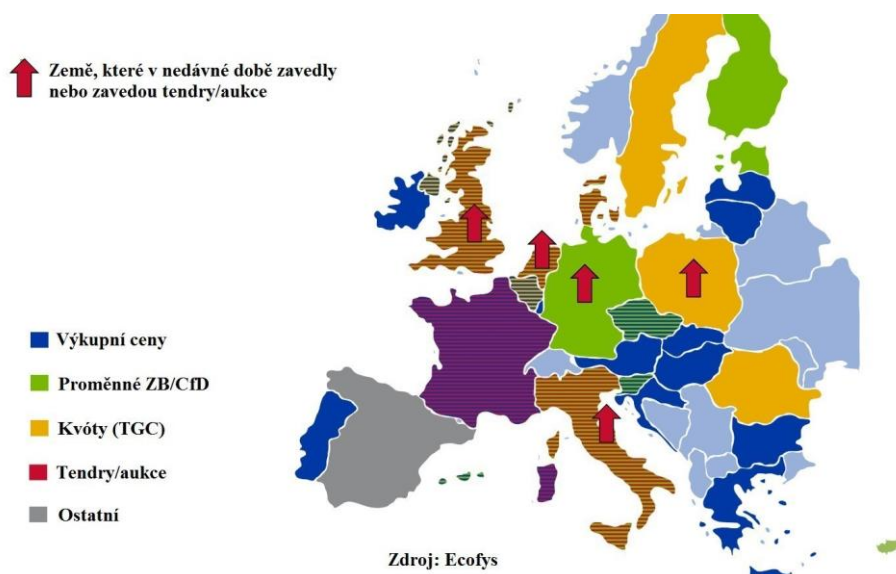 Země, které v nedávné době zavedly
nebo zavedou tendry/aukce
Výkupní ceny
Proměnné ZB/CfD
Kvóty (TGC)
Tendry/aukce
Ostatní
Zdroj: Ecofys